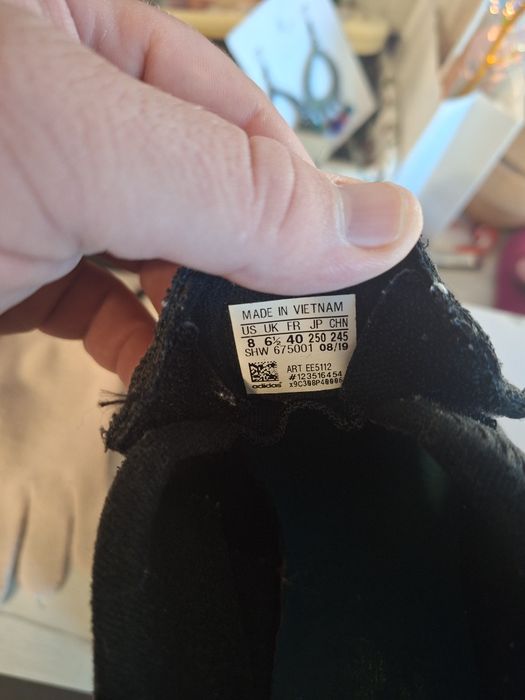 MADE IN VIETNAM
US UK FR JP CHN
8 6½ 40 250 245
SHW 675001 08/19
ART EE5112
#123516454
adidas